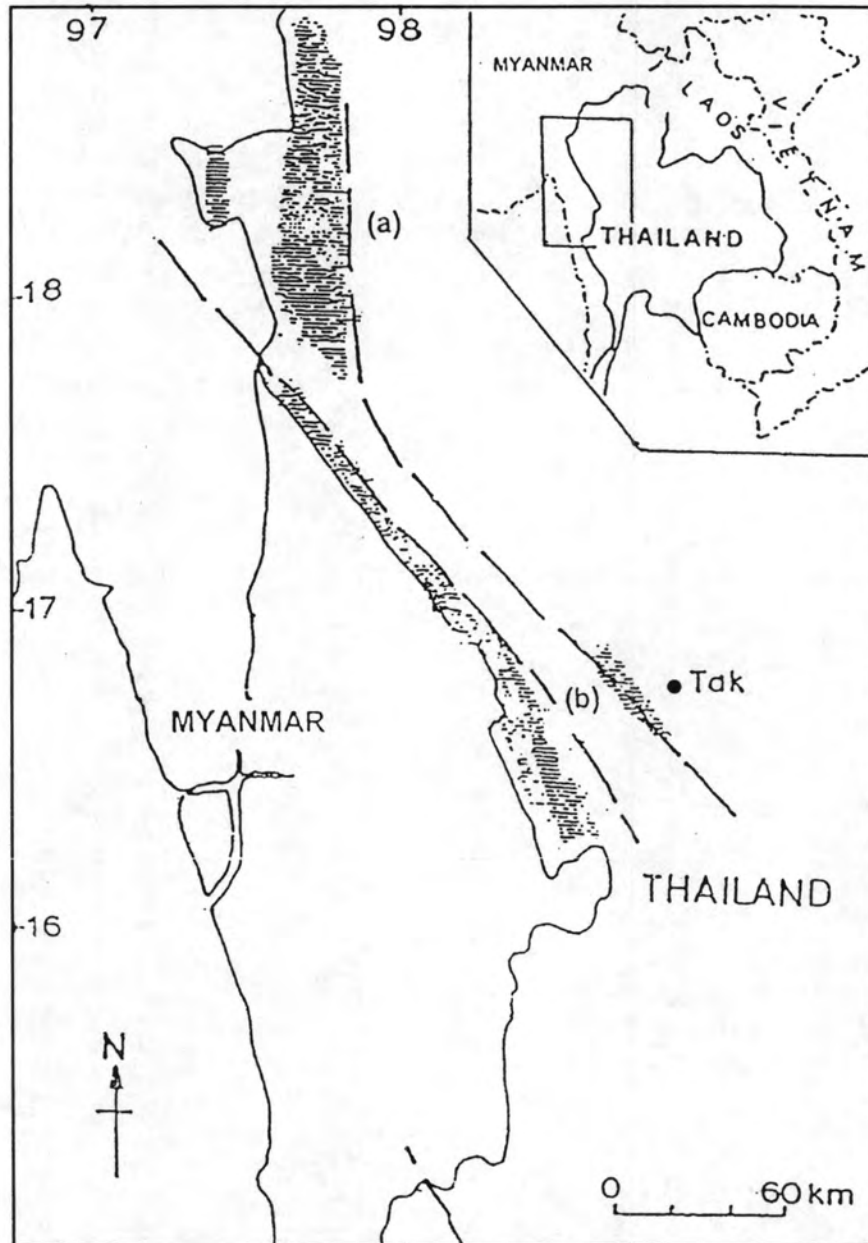 97
98
MYANMAR
LAOS
VIETNAM
THAILAND
CAMBODIA
(a)
18
17
(b)
Tak
MYANMAR
THAILAND
16
N
0 60 km